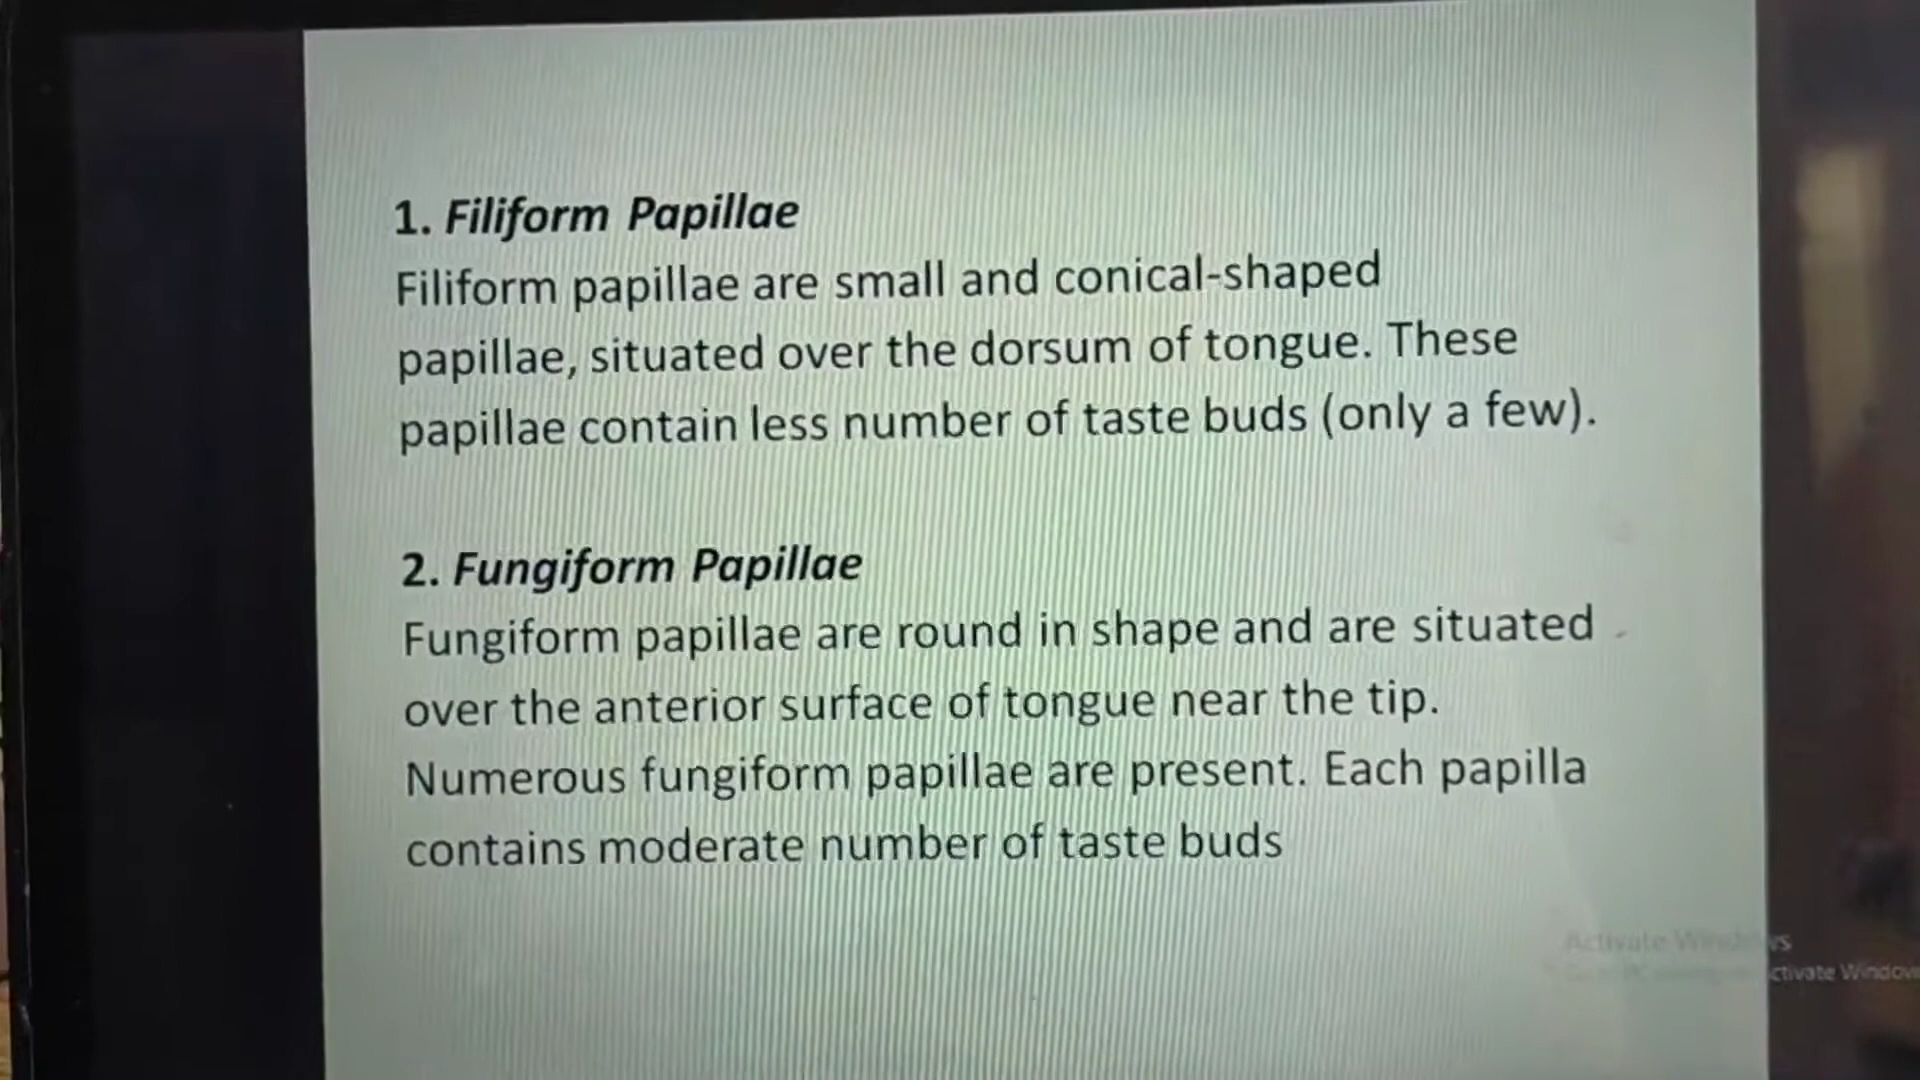 1. Filiform Papillae
Filiform papillae are small and conical-shaped
papillae, situated over the dorsum of tongue. These
papillae contain less number of taste buds (only a few).
2. Fungiform Papillae
Fungiform papillae are round in shape and are situated
over the anterior surface of tongue near the tip.
Numerous fungiform papillae are present. Each papilla
contains moderate number of taste buds
Activate Windows